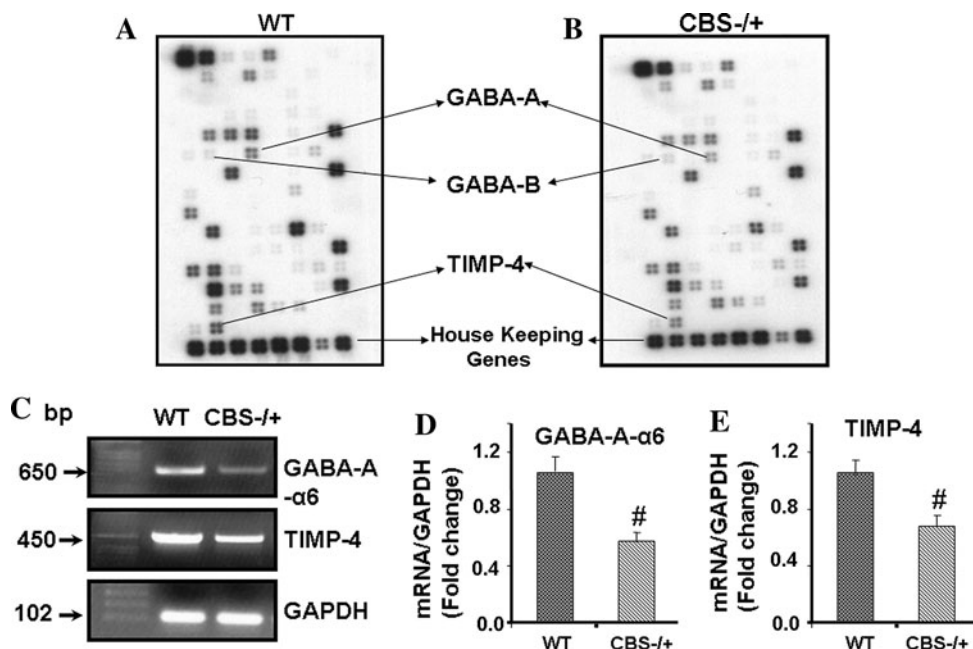 A
WT
B
CBS-/+
GABA-A
GABA-B
TIMP-4
House Keeping
Genes
C
bp
WT
CBS-/+
650
GABA-A
-α6
450
TIMP-4
102
GAPDH
D
GABA-A-α6
mRNA/GAPDH
(Fold change)
1.2
0.8
0.4
0.0
#
WT
CBS-/+
E
TIMP-4
mRNA/GAPDH
(Fold change)
1.2
0.8
0.4
0.0
#
WT
CBS-/+